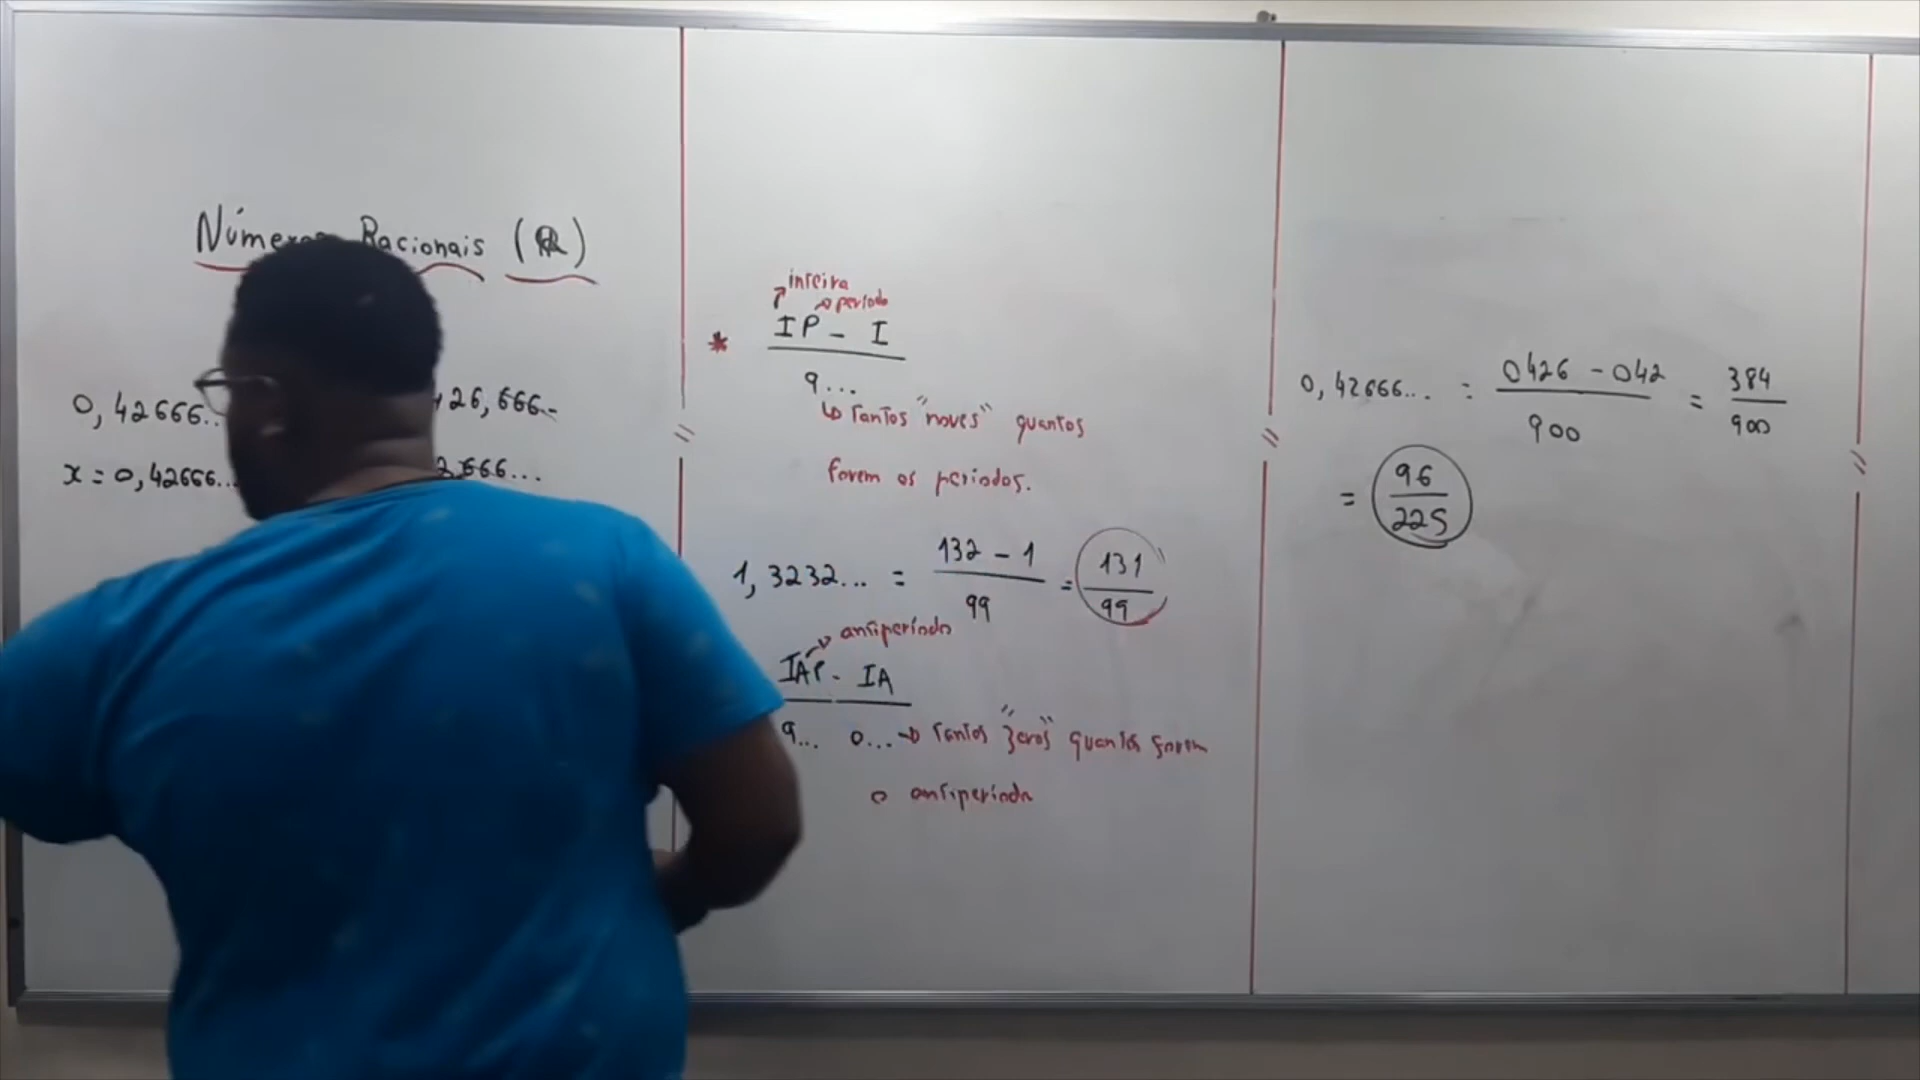 Números Racionais (Q)
0,42666... 426,666...
x = 0,42666... 2666...
inteira
período
* IP - I
9...
tantos "noves" quantos
forem os períodos.
1,3232... = 132 - 1 / 99 = 131 / 99
antiperíodo
IAP - IA
9... 0... tantos "zeros" quantos forem
o antiperíodo
0,42666... = 0426 - 042 / 900 = 384 / 900
= 96 / 225